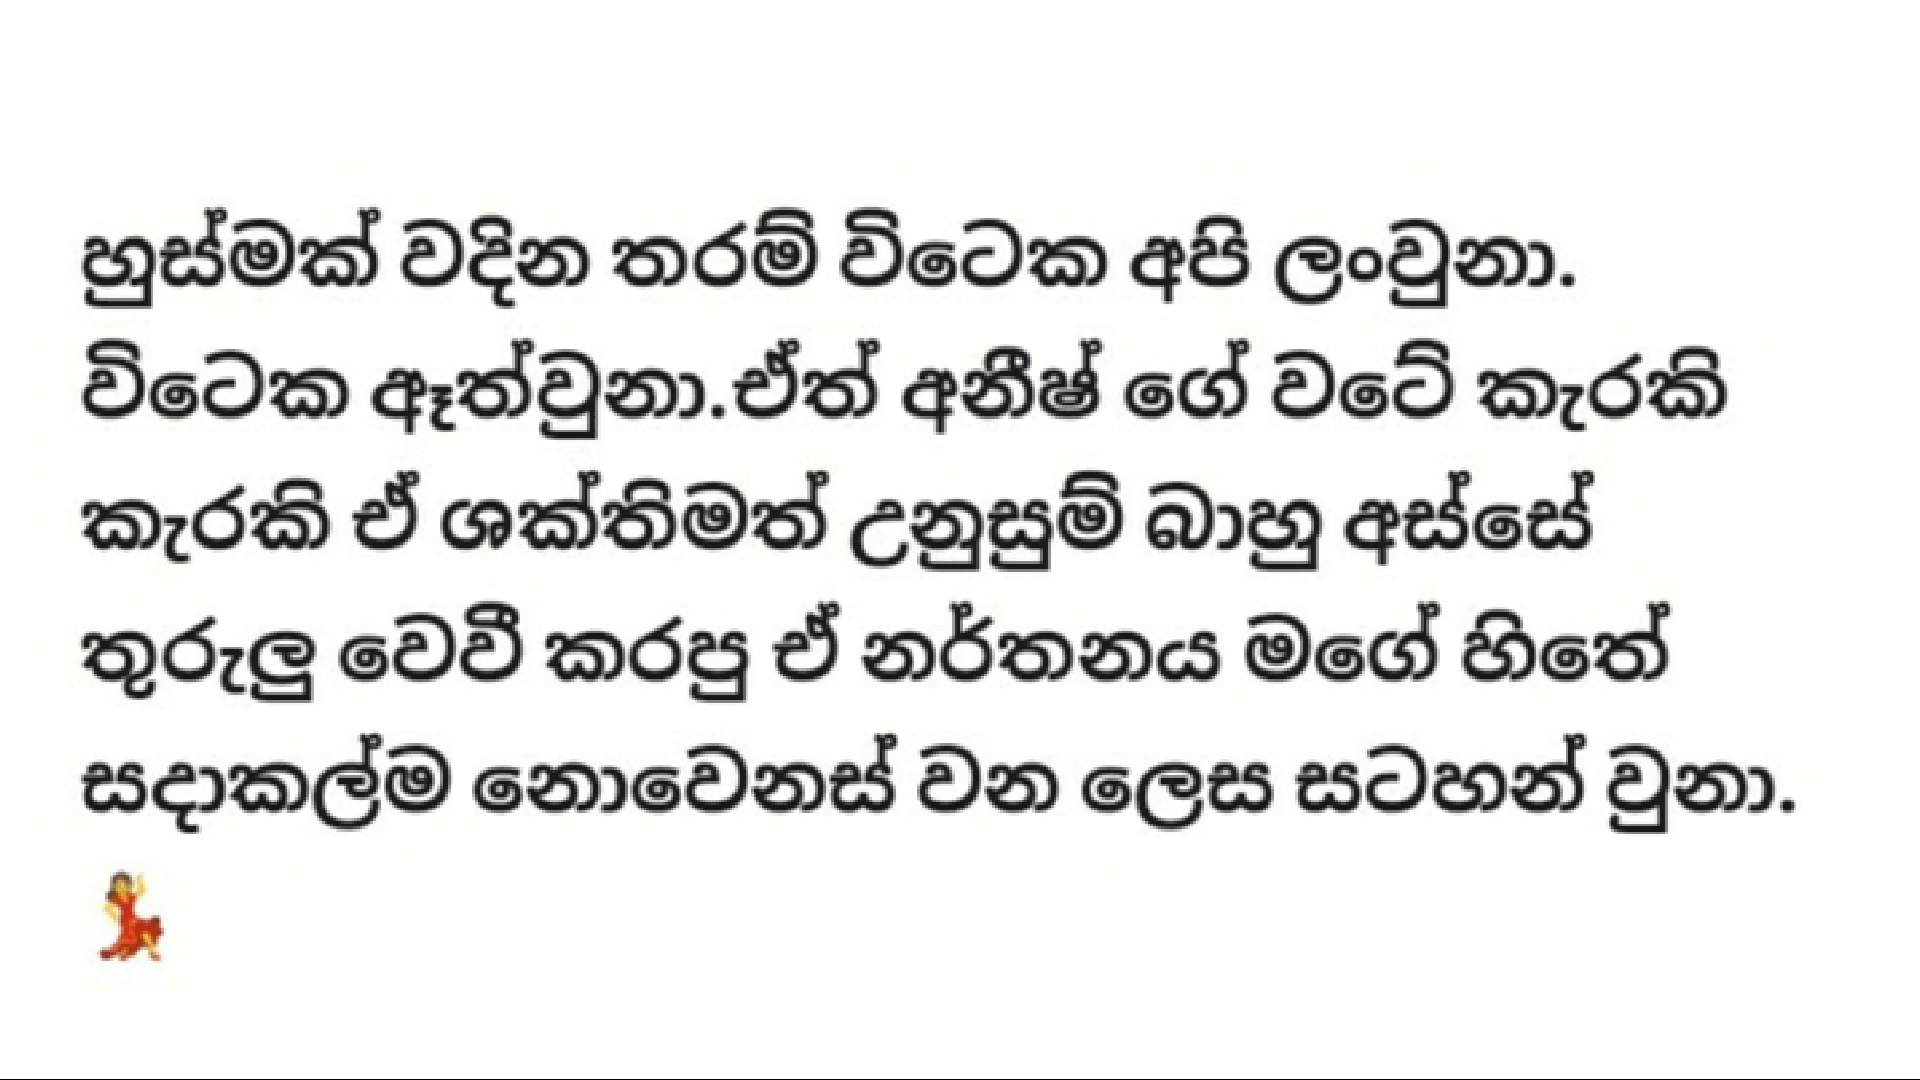 හුස්මක් වදින තරම් විටෙක අපි ලංවුනා.
විටෙක ඈත්වුනා.ඒත් අනීෂ් ගේ වටේ කැරකි
කැරකි ඒ ශක්තිමත් උනුසුම් බාහු අස්සේ
තුරුලු වෙවී කරපු ඒ නර්තනය මගේ හිතේ
සදාකල්ම නොවෙනස් වන ලෙස සටහන් වුනා.
💃